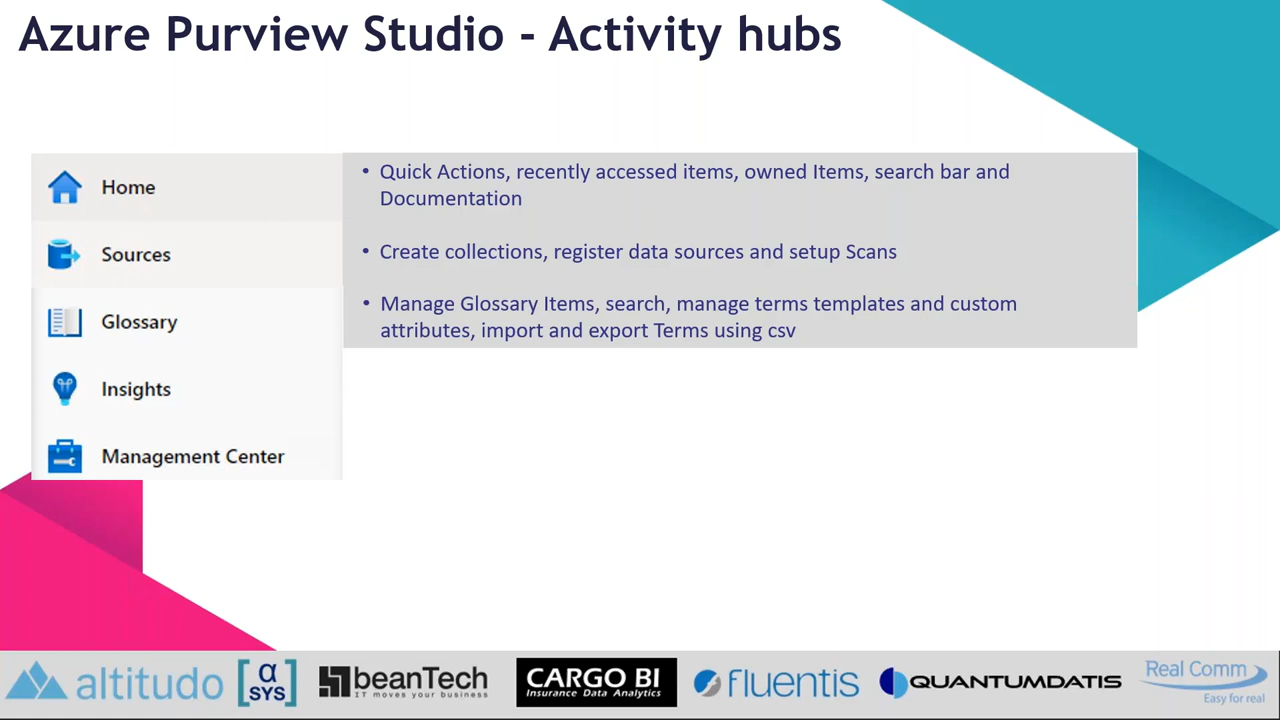 Azure Purview Studio - Activity hubs
Home
• Quick Actions, recently accessed items, owned Items, search bar and
Documentation
Sources
• Create collections, register data sources and setup Scans
Glossary
• Manage Glossary Items, search, manage terms templates and custom
attributes, import and export Terms using csv
Insights
Management Center
altitudo
α
SYS
beanTech
IT moves your business
CARGO BI
Insurance Data Analytics
fluentis
QUANTUMDATIS
Real Comm
Easy for real